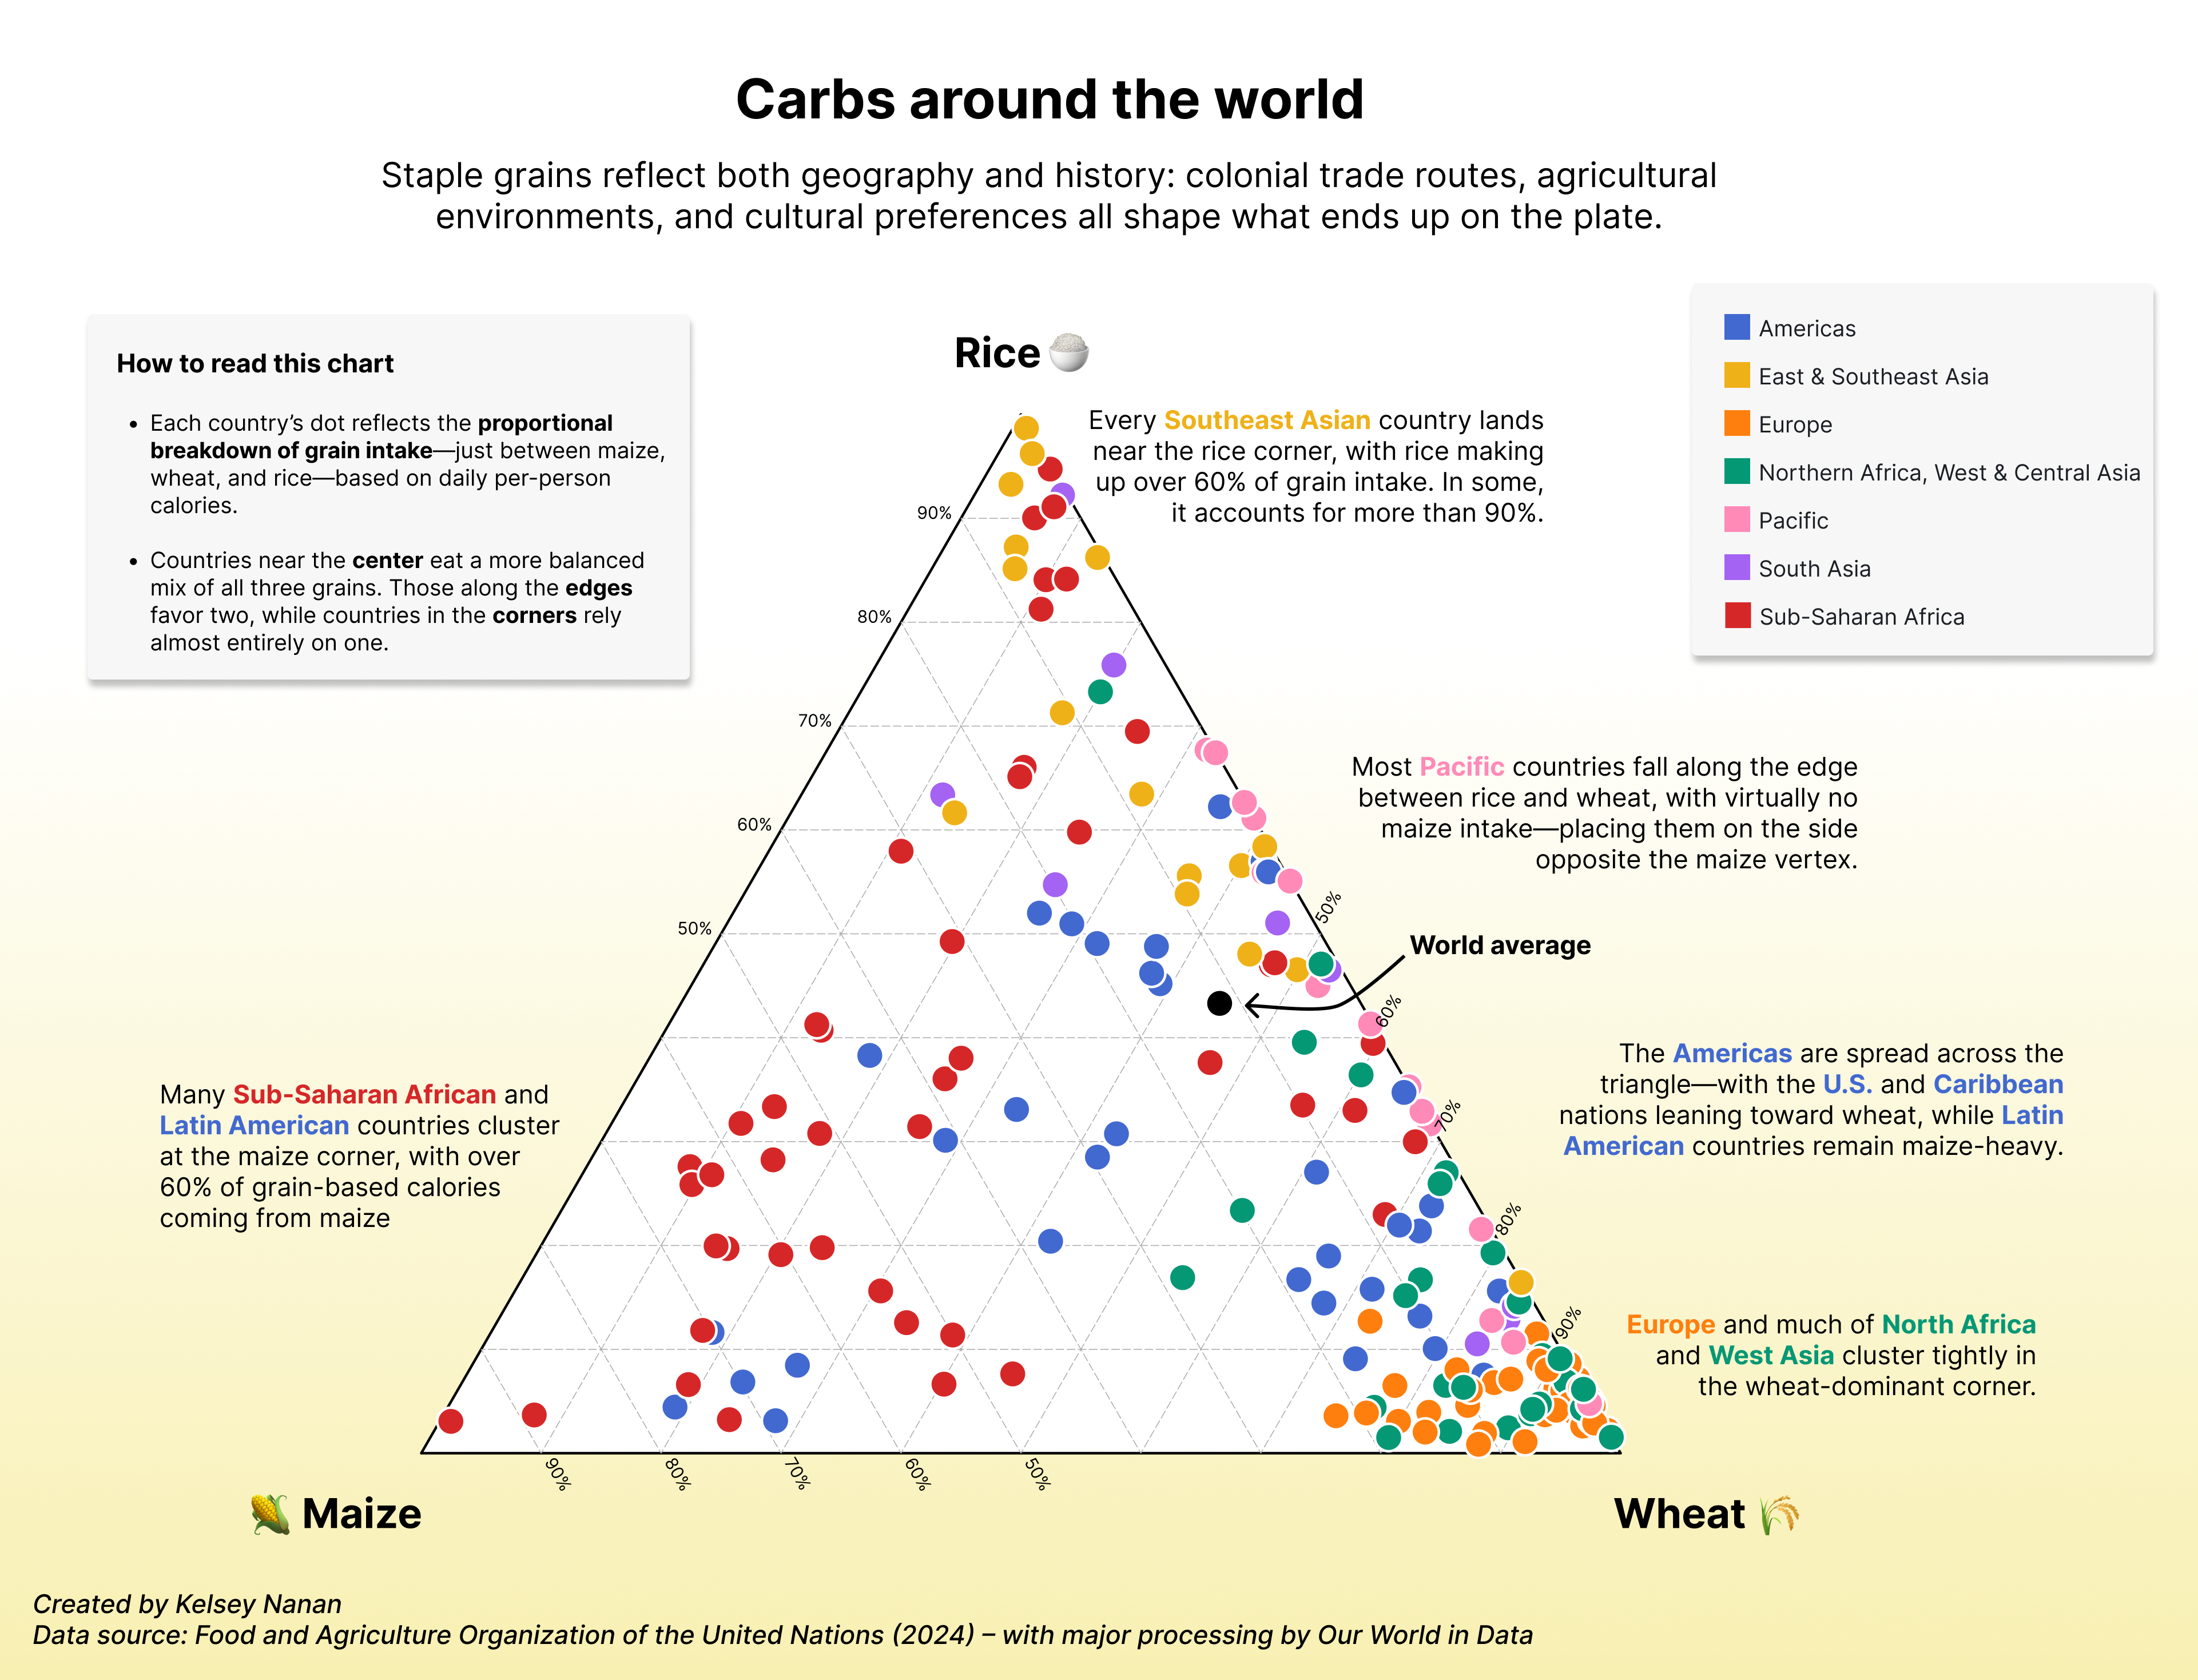 Carbs around the world
Staple grains reflect both geography and history: colonial trade routes, agricultural
environments, and cultural preferences all shape what ends up on the plate.
How to read this chart
• Each country’s dot reflects the proportional
breakdown of grain intake—just between maize,
wheat, and rice—based on daily per-person
calories.
• Countries near the center eat a more balanced
mix of all three grains. Those along the edges
favor two, while countries in the corners rely
almost entirely on one.
Americas
East & Southeast Asia
Europe
Northern Africa, West & Central Asia
Pacific
South Asia
Sub-Saharan Africa
Rice
Every Southeast Asian country lands
near the rice corner, with rice making
up over 60% of grain intake. In some,
it accounts for more than 90%.
90%
80%
70%
60%
50%
Most Pacific countries fall along the edge
between rice and wheat, with virtually no
maize intake—placing them on the side
opposite the maize vertex.
50%
60%
70%
80%
90%
World average
The Americas are spread across the
triangle—with the U.S. and Caribbean
nations leaning toward wheat, while Latin
American countries remain maize-heavy.
Many Sub-Saharan African and
Latin American countries cluster
at the maize corner, with over
60% of grain-based calories
coming from maize
Europe and much of North Africa
and West Asia cluster tightly in
the wheat-dominant corner.
90%
80%
70%
60%
50%
Maize
Wheat
Created by Kelsey Nanan
Data source: Food and Agriculture Organization of the United Nations (2024) – with major processing by Our World in Data